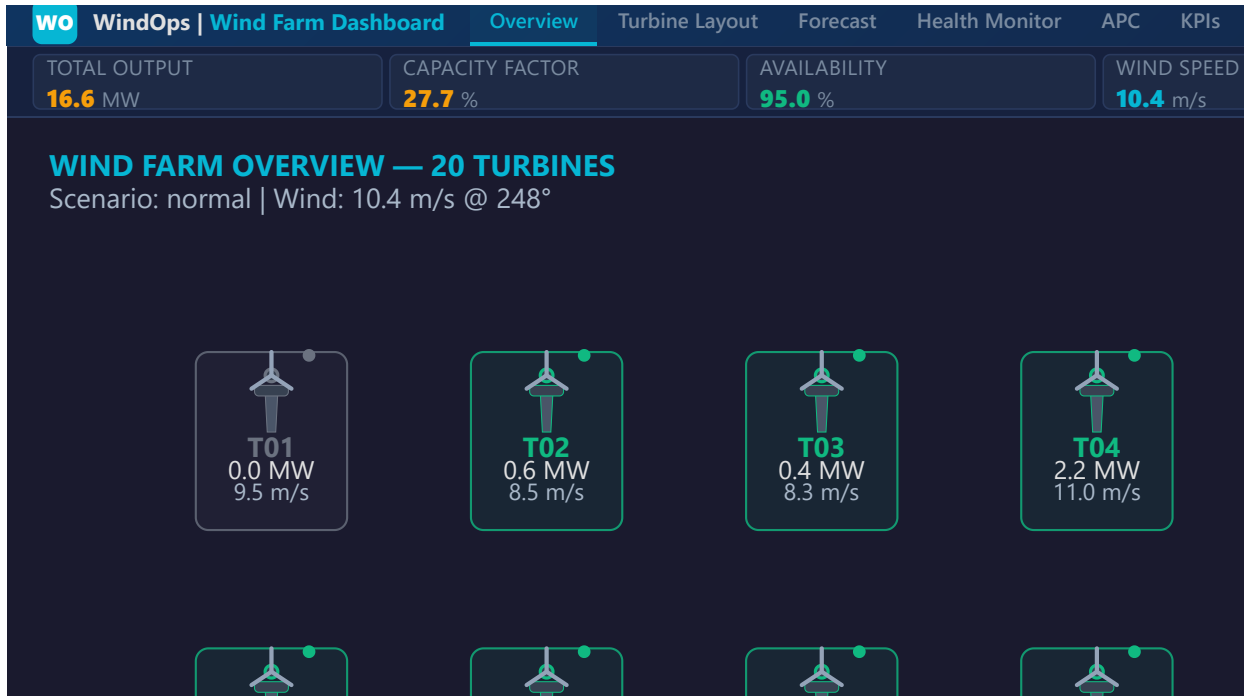 WO WindOps | Wind Farm Dashboard Overview Turbine Layout Forecast Health Monitor APC KPIs
TOTAL OUTPUT CAPACITY FACTOR AVAILABILITY WIND SPEED
16.6 MW 27.7 % 95.0 % 10.4 m/s
WIND FARM OVERVIEW — 20 TURBINES
Scenario: normal | Wind: 10.4 m/s @ 248°
T01 T02 T03 T04
0.0 MW 0.6 MW 0.4 MW 2.2 MW
9.5 m/s 8.5 m/s 8.3 m/s 11.0 m/s